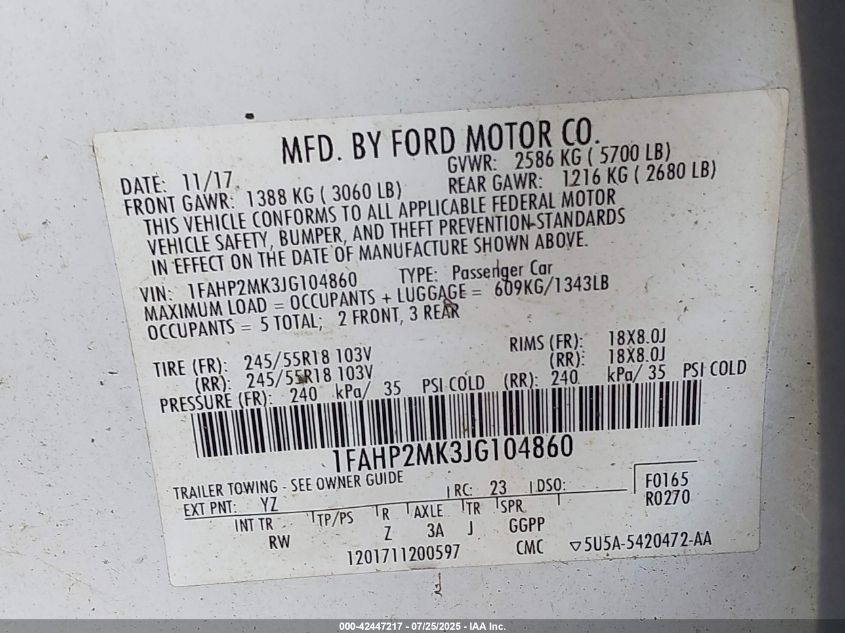 MFD. BY FORD MOTOR CO.
DATE: 11/17
GVWR: 2586 KG ( 5700 LB)
FRONT GAWR: 1388 KG ( 3060 LB)
REAR GAWR: 1216 KG ( 2680 LB)
THIS VEHICLE CONFORMS TO ALL APPLICABLE FEDERAL MOTOR
VEHICLE SAFETY, BUMPER, AND THEFT PREVENTION STANDARDS
IN EFFECT ON THE DATE OF MANUFACTURE SHOWN ABOVE.
VIN: 1FAHP2MK3JG104860 TYPE: Passenger Car
MAXIMUM LOAD = OCCUPANTS + LUGGAGE = 609KG/1343LB
OCCUPANTS = 5 TOTAL; 2 FRONT, 3 REAR
TIRE (FR): 245/55R18 103V RIMS (FR): 18X8.0J
(RR): 245/55R18 103V (RR): 18X8.0J
PRESSURE (FR): 240 kPa/ 35 PSI COLD (RR): 240 kPa/ 35 PSI COLD
1FAHP2MK3JG104860
TRAILER TOWING - SEE OWNER GUIDE
EXT PNT: YZ RC: 23 DSO: F0165
R0270
INT TR TP/PS R AXLE TR SPR
RW Z 3A J GGPP
1201711200597 CMC ▽5U5A-5420472-AA
000-42447217 - 07/25/2025 - IAA Inc.